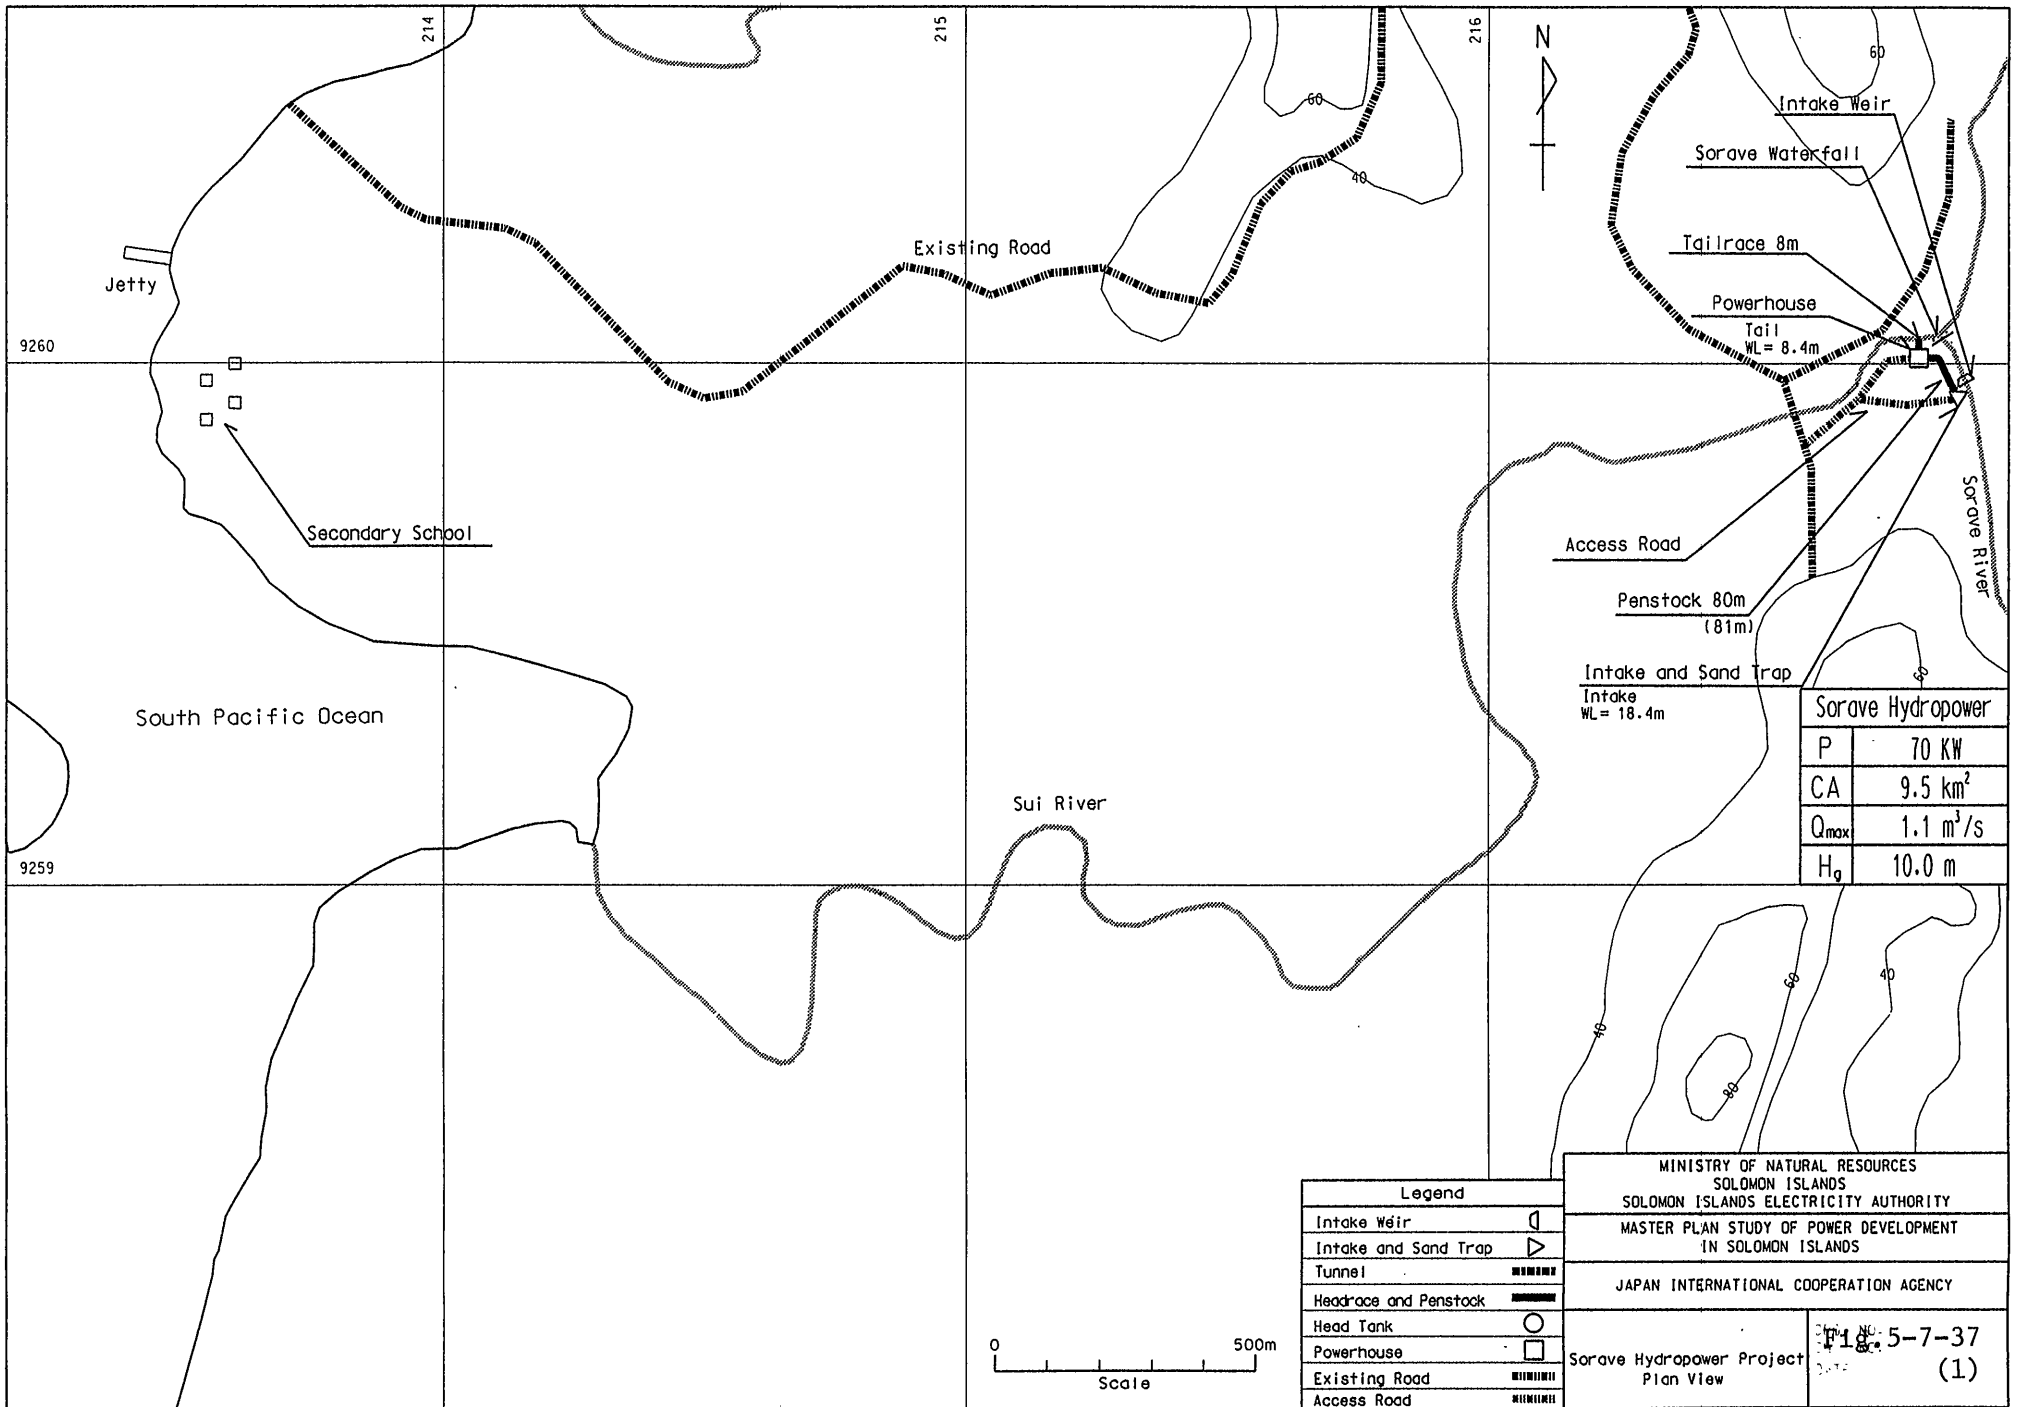 214
215
216
N
60
60
40
Intake Weir
Sorave Waterfall
Tailrace 8m
Powerhouse
Tail
WL= 8.4m
Existing Road
Jetty
9260
Secondary School
Access Road
Sorave River
Penstock 80m
(81m)
Intake and Sand Trap
Intake
WL= 18.4m
60
South Pacific Ocean
Sui River
9259
Sorave Hydropower
P 70 KW
CA 9.5 km²
Qmax 1.1 m³/s
Hg 10.0 m
60
40
40
80
Legend
Intake Weir
Intake and Sand Trap
Tunnel
Headrace and Penstock
Head Tank
Powerhouse
Existing Road
Access Road
0 500m
Scale
MINISTRY OF NATURAL RESOURCES
SOLOMON ISLANDS
SOLOMON ISLANDS ELECTRICITY AUTHORITY
MASTER PLAN STUDY OF POWER DEVELOPMENT
IN SOLOMON ISLANDS
JAPAN INTERNATIONAL COOPERATION AGENCY
Sorave Hydropower Project
Plan View
Fig. 5-7-37
(1)